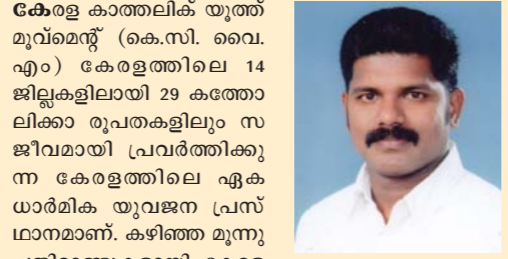 കേരള കാത്തലിക് യൂത്ത്
മൂവ്മെന്റ് (കെ.സി. വൈ.
എം) കേരളത്തിലെ 14
ജില്ലകളിലായി 29 കത്തോ
ലിക്കാ രൂപതകളിലും സ
ജീവമായി പ്രവർത്തിക്കു
ന്ന കേരളത്തിലെ ഏക
ധാർമിക യുവജന പ്രസ്
ഥാനമാണ്. കഴിഞ്ഞ മൂന്നു